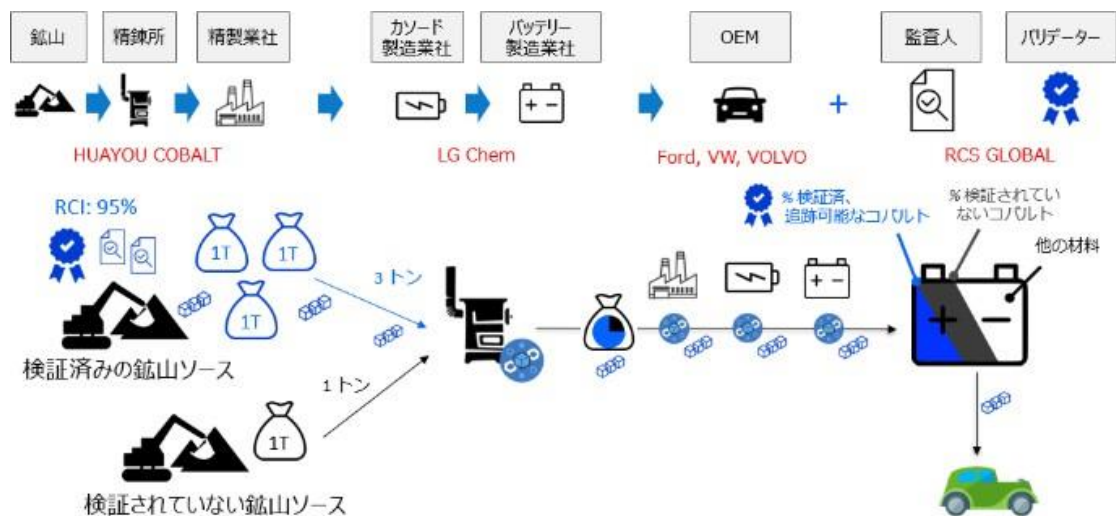 鉱山
精錬所
精製業社
カソード
製造業社
バッテリー
製造業社
OEM
監査人
バリデーター
HUAYOU COBALT
LG Chem
Ford, VW, VOLVO
RCS GLOBAL
RCI: 95%
1T
1T
1T
3 トン
検証済みの鉱山ソース
1 トン
1T
検証されていない鉱山ソース
% 検証済、
追跡可能なコバルト
% 検証されてい
ないコバルト
他の材料